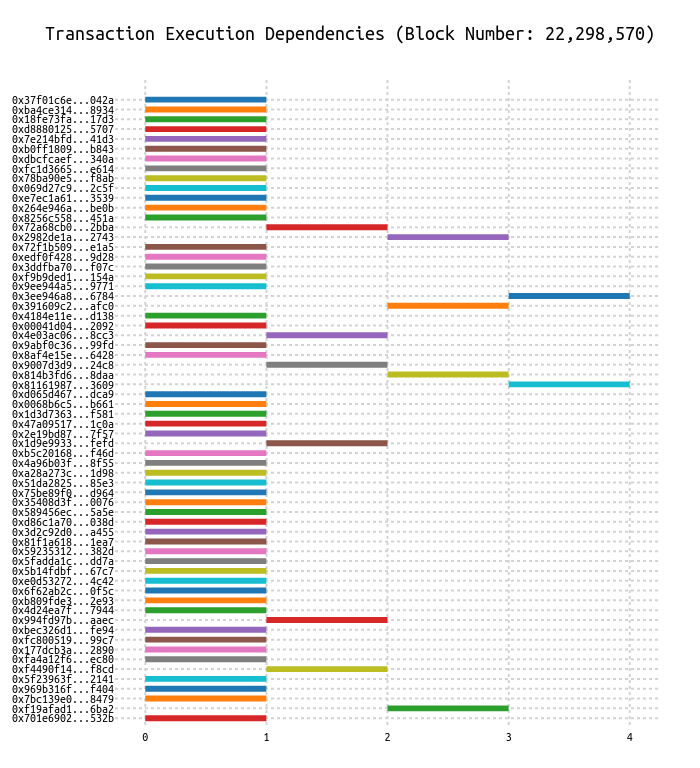 Transaction Execution Dependencies (Block Number: 22,298,570)
0x37f01c6e...042a
0xba4ce314...8934
0x18fe73fa...17d3
0xd8880125...5707
0x7e214bfd...41d3
0xb0ff1809...b843
0xdbcfcaef...340a
0xfc1d3665...e614
0x78ba90e5...f8ab
0x069d27c9...2c5f
0xe7ec1a61...3539
0x264e946a...be0b
0x8256c558...451a
0x72a68cb0...2bba
0x2982de1a...2743
0x72f1b509...e1a5
0xedf0f428...9d28
0x3ddfba70...f07c
0xf9b9ded1...154a
0x9ee944a5...9771
0x3ee946a8...6784
0x391609c2...afc0
0x4184e11e...d138
0x00041d04...2092
0x4e03ac06...8cc3
0x9abf0c36...99fd
0x8af4e15e...6428
0x9007d3d9...24c8
0x814b3fd6...8daa
0x81161987...3609
0xd065d467...dca9
0x0068b6c5...b661
0x1d3d7363...f581
0x47a09517...1c0a
0x2e19bd87...7f57
0x1d9e9933...fefd
0xb5c20168...f46d
0x4a96b03f...8f55
0xa28a273c...1d98
0x51da2825...85e3
0x75be89f0...d964
0x35408d3f...0076
0x589456ec...5a5e
0xd86c1a70...038d
0x3d2c92d0...a455
0x81f1a618...1ea7
0x59235312...382d
0x5fadda1c...dd7a
0x5b14fdbf...67c7
0xe0d53272...4c42
0x6f62ab2c...0f5c
0xb809fde3...2e93
0x4d24ea7f...7944
0x994fd97b...aaec
0xbec326d1...fe94
0xfc800519...99c7
0x177dcb3a...2890
0xfa4a12f6...ec80
0xf4490f14...f8cd
0x5f23963f...2141
0x969b316f...f404
0x7bc139e0...8479
0xf19afad1...6ba2
0x701e6902...532b
0 1 2 3 4